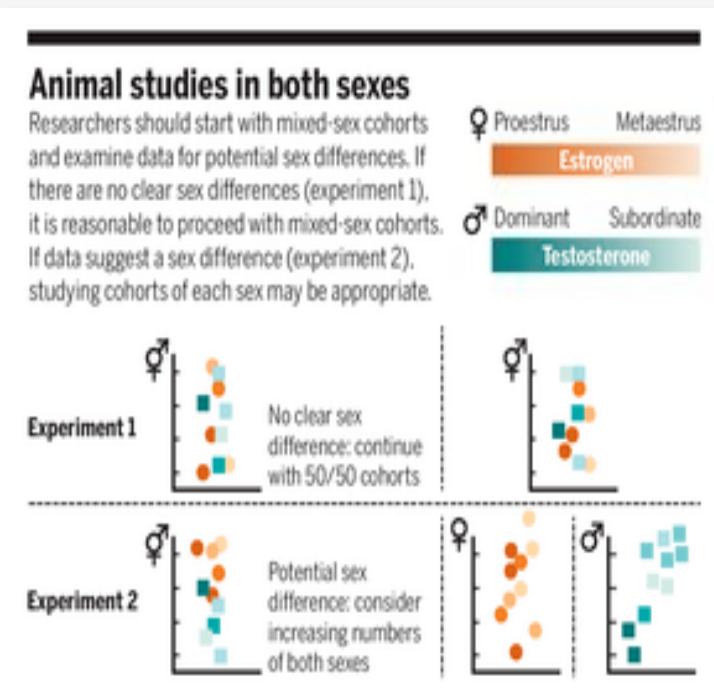 Animal studies in both sexes
Researchers should start with mixed-sex cohorts
and examine data for potential sex differences. If
there are no clear sex differences (experiment 1),
it is reasonable to proceed with mixed-sex cohorts.
If data suggest a sex difference (experiment 2),
studying cohorts of each sex may be appropriate.
♀ Proestrus Metaestrus
Estrogen
♂ Dominant Subordinate
Testosterone
Experiment 1
No clear sex
difference: continue
with 50/50 cohorts
Experiment 2
Potential sex
difference: consider
increasing numbers
of both sexes
♀
♂